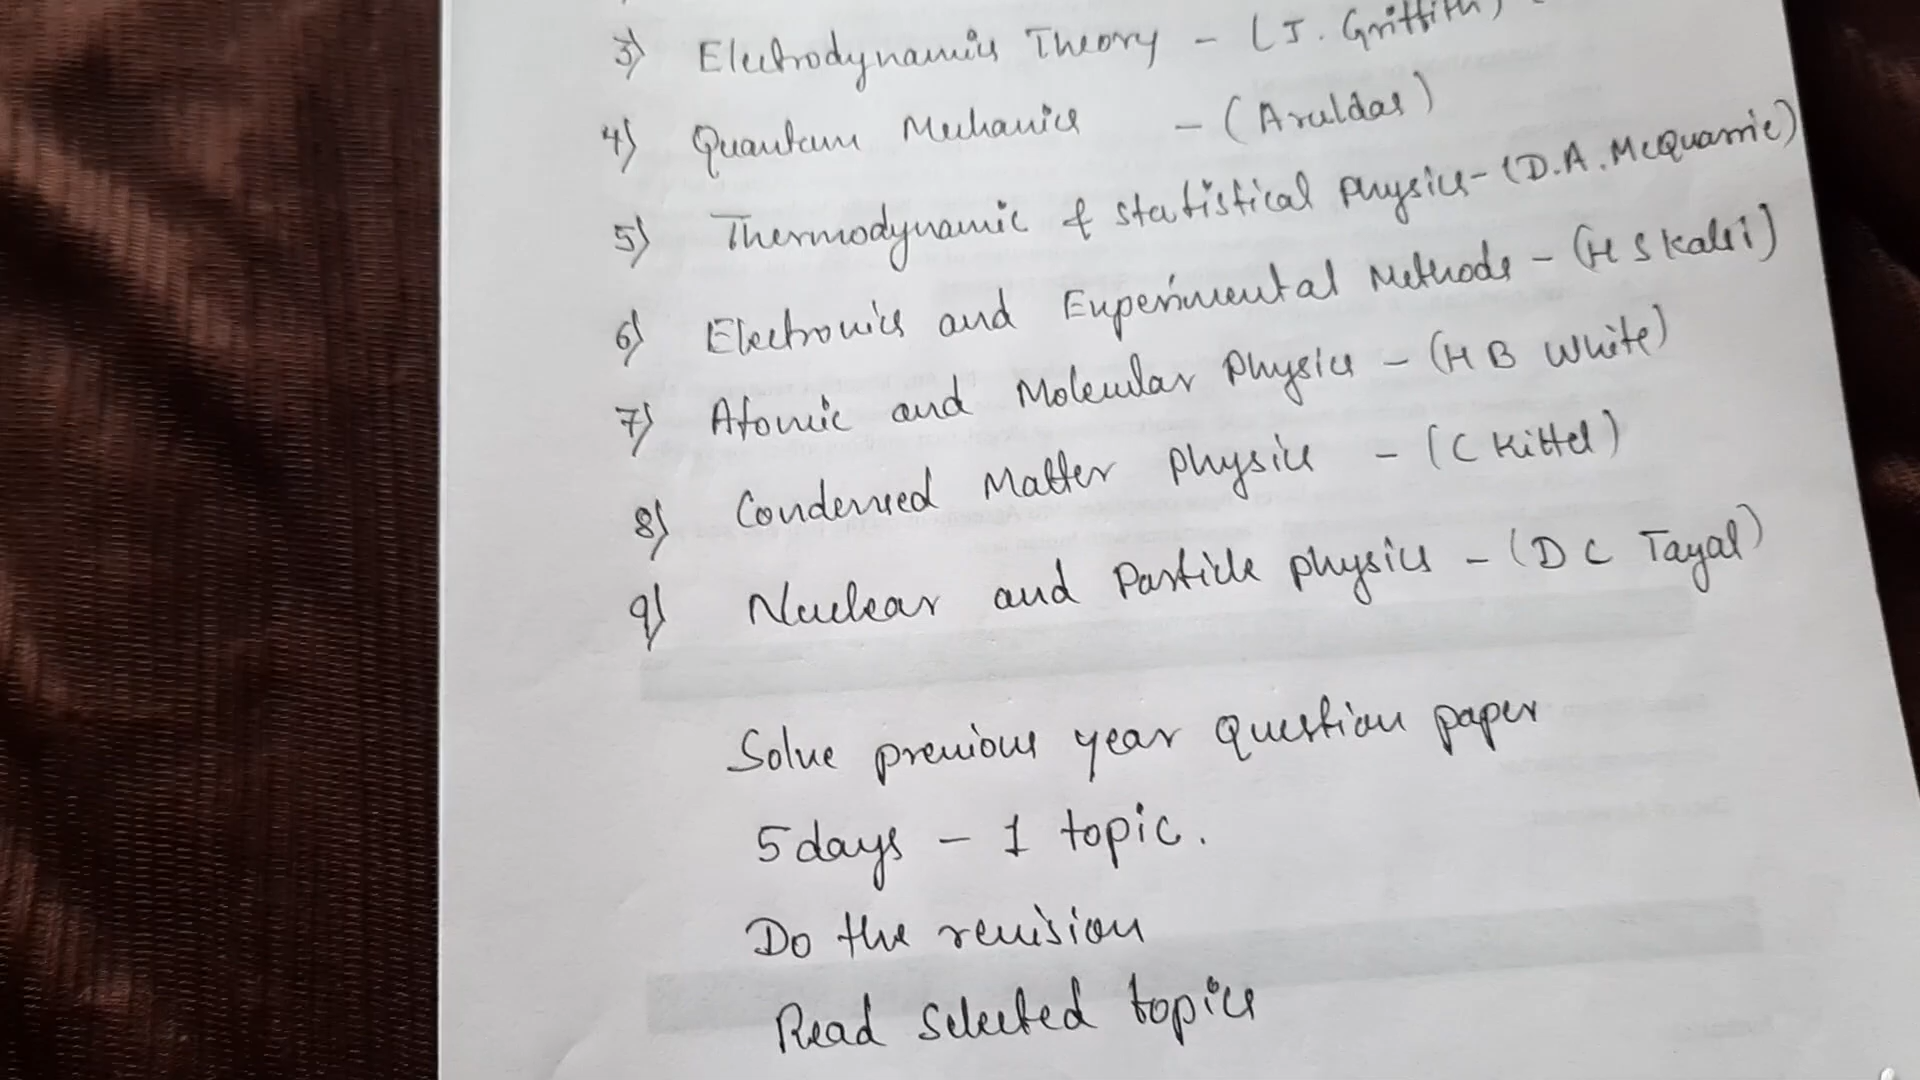 3) Electrodynamics Theory - (J. Griffith)
4) Quantum Mechanics - (Aruldas)
5) Thermodynamic & statistical physics - (D.A. McQuarrie)
6) Electronics and Experimental Methods - (H S Kalsi)
7) Atomic and Molecular Physics - (H B White)
8) Condensed Matter physics - (C Kittel)
9) Nuclear and Particle physics - (D C Tayal)
Solve previous year question paper
5 days - 1 topic.
Do the revision
Read selected topics